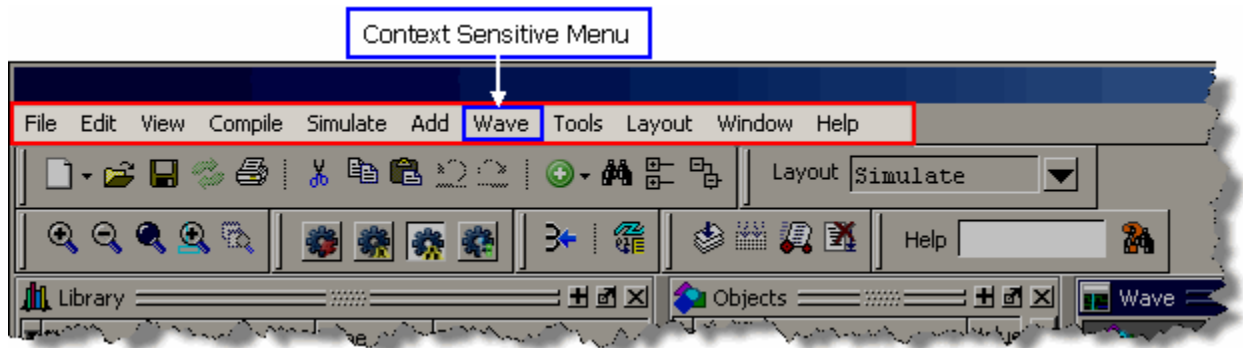 Context Sensitive Menu
File Edit View Compile Simulate Add Wave Tools Layout Window Help
Layout Simulate
Help
Library Objects Wave